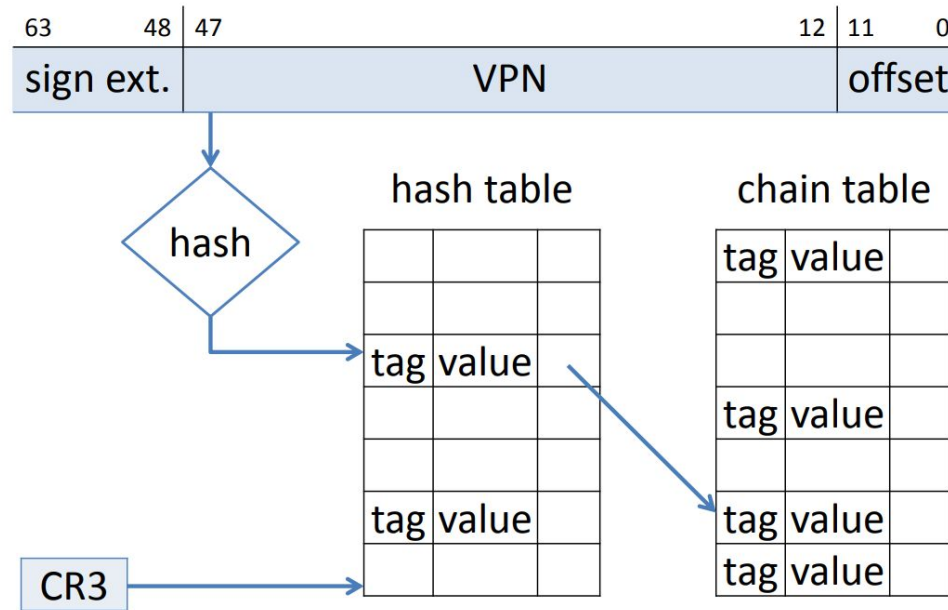 63 48 47 12 11 0
sign ext. VPN offset
hash table chain table
hash
tag value
tag value
tag value
tag value tag value
tag value
CR3